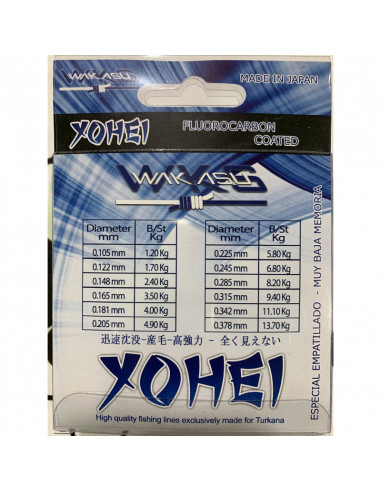 WAKASUS
MADE IN JAPAN
YOHEI
FLUOROCARBON
COATED
WAKASUS
Diameter mm B/St Kg
0.105 mm 1.20 Kg
0.122 mm 1.70 Kg
0.148 mm 2.40 Kg
0.165 mm 3.50 Kg
0.181 mm 4.00 Kg
0.205 mm 4.90 Kg
Diameter mm B/St Kg
0.225 mm 5.80 Kg
0.245 mm 6.80 Kg
0.285 mm 8.20 Kg
0.315 mm 9.40 Kg
0.342 mm 11.10 Kg
0.378 mm 13.70 Kg
迅速沈没-産毛-高強力 - 全く見えない
YOHEI
High quality fishing lines exclusively made for Turkana
ESPECIAL EMPATILLADO - MUY BAJA MEMORIA